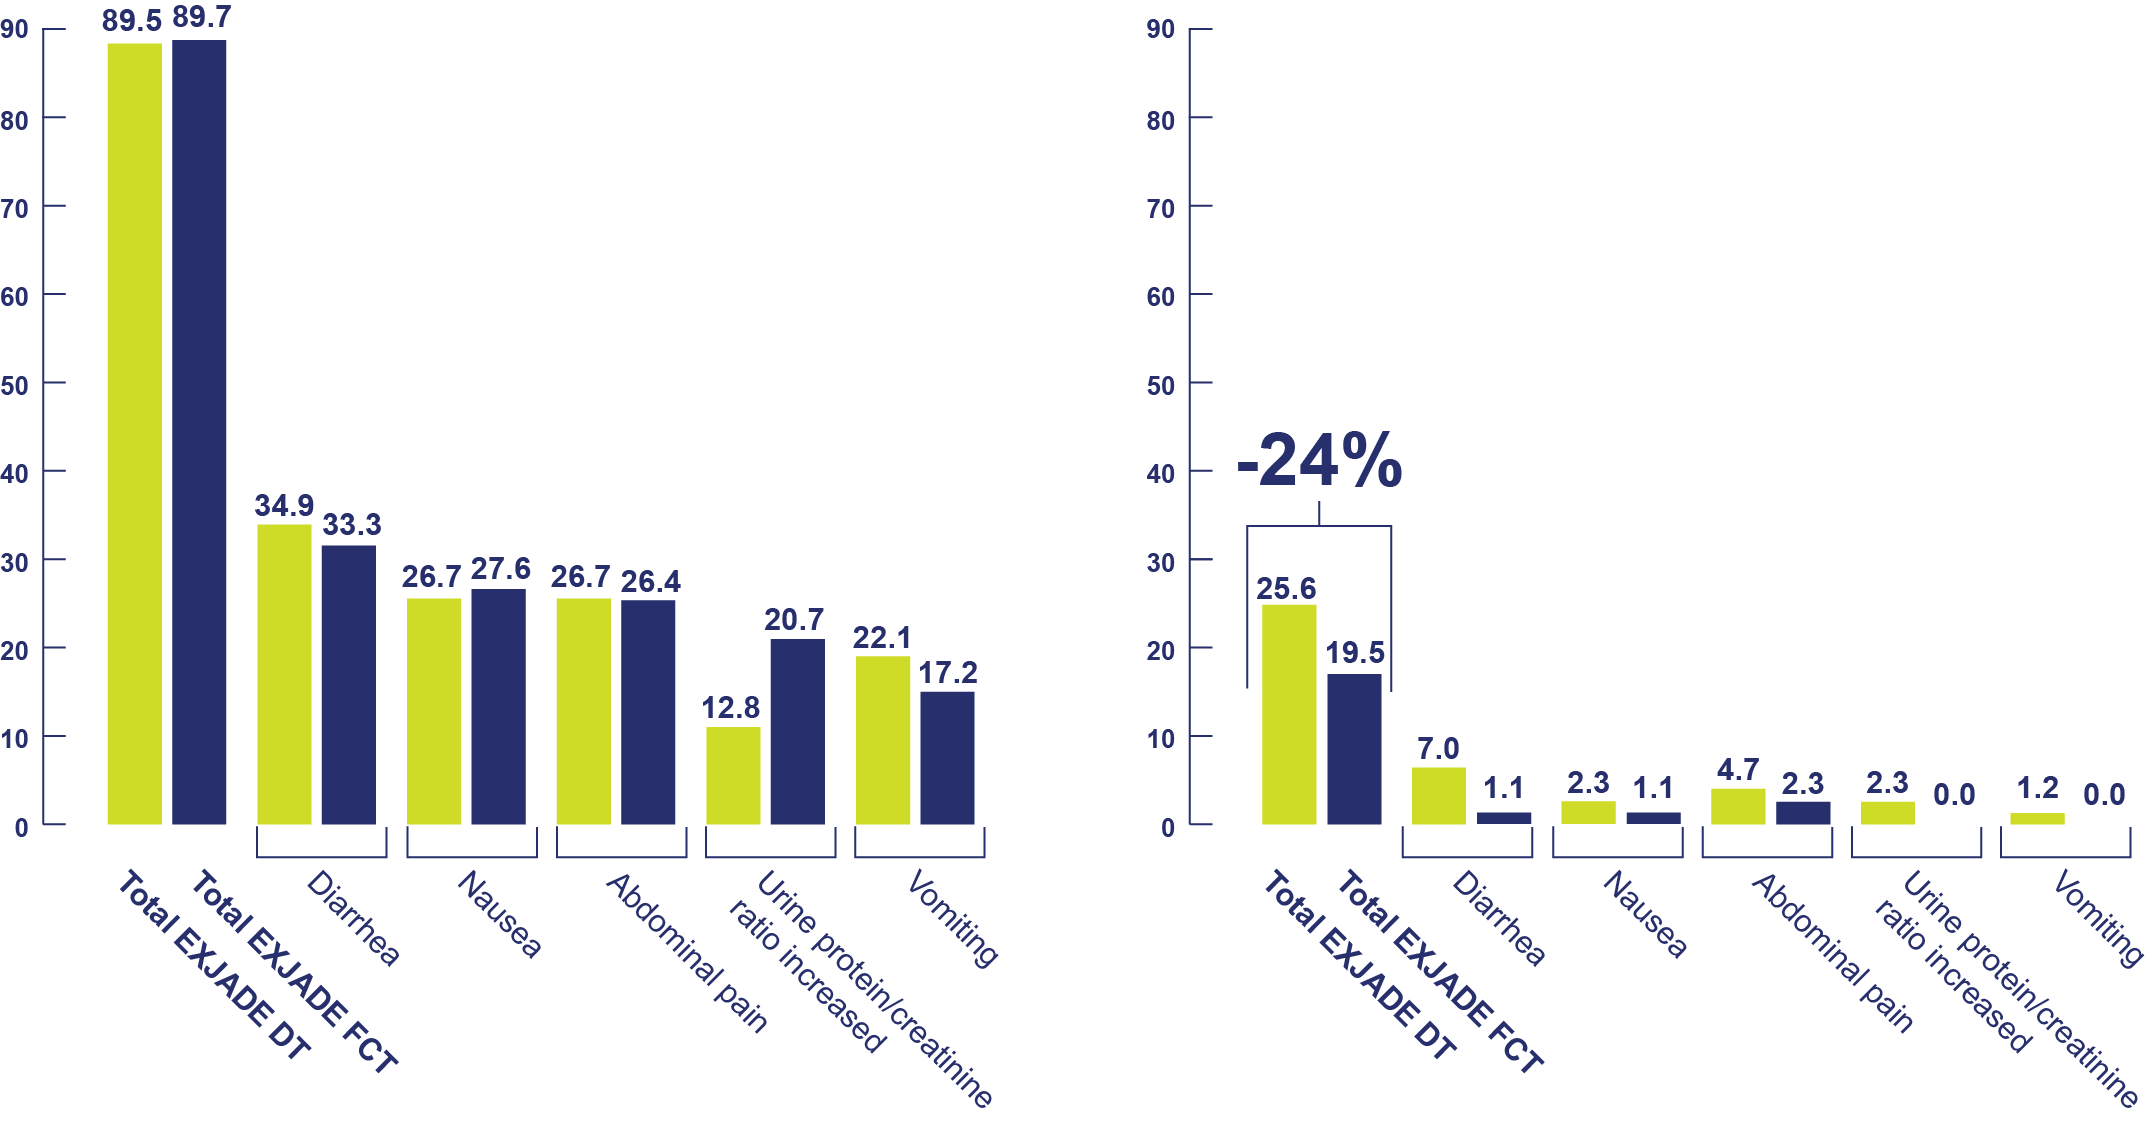 90
80
70
60
50
40
30
20
10
0
89.5
89.7
34.9
33.3
26.7
27.6
26.7
26.4
12.8
20.7
22.1
17.2
Total EXJADE DT
Total EXJADE FCT
Diarrhea
Nausea
Abdominal pain
Urine protein/creatinine
ratio increased
Vomiting
90
80
70
60
50
40
30
20
10
0
-24%
25.6
19.5
7.0
1.1
2.3
1.1
4.7
2.3
2.3
0.0
1.2
0.0
Total EXJADE DT
Total EXJADE FCT
Diarrhea
Nausea
Abdominal pain
Urine protein/creatinine
ratio increased
Vomiting